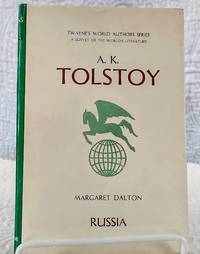 TWAYNE'S WORLD AUTHORS SERIES
A SURVEY OF THE WORLD'S LITERATURE
A. K.
TOLSTOY
MARGARET DALTON
RUSSIA